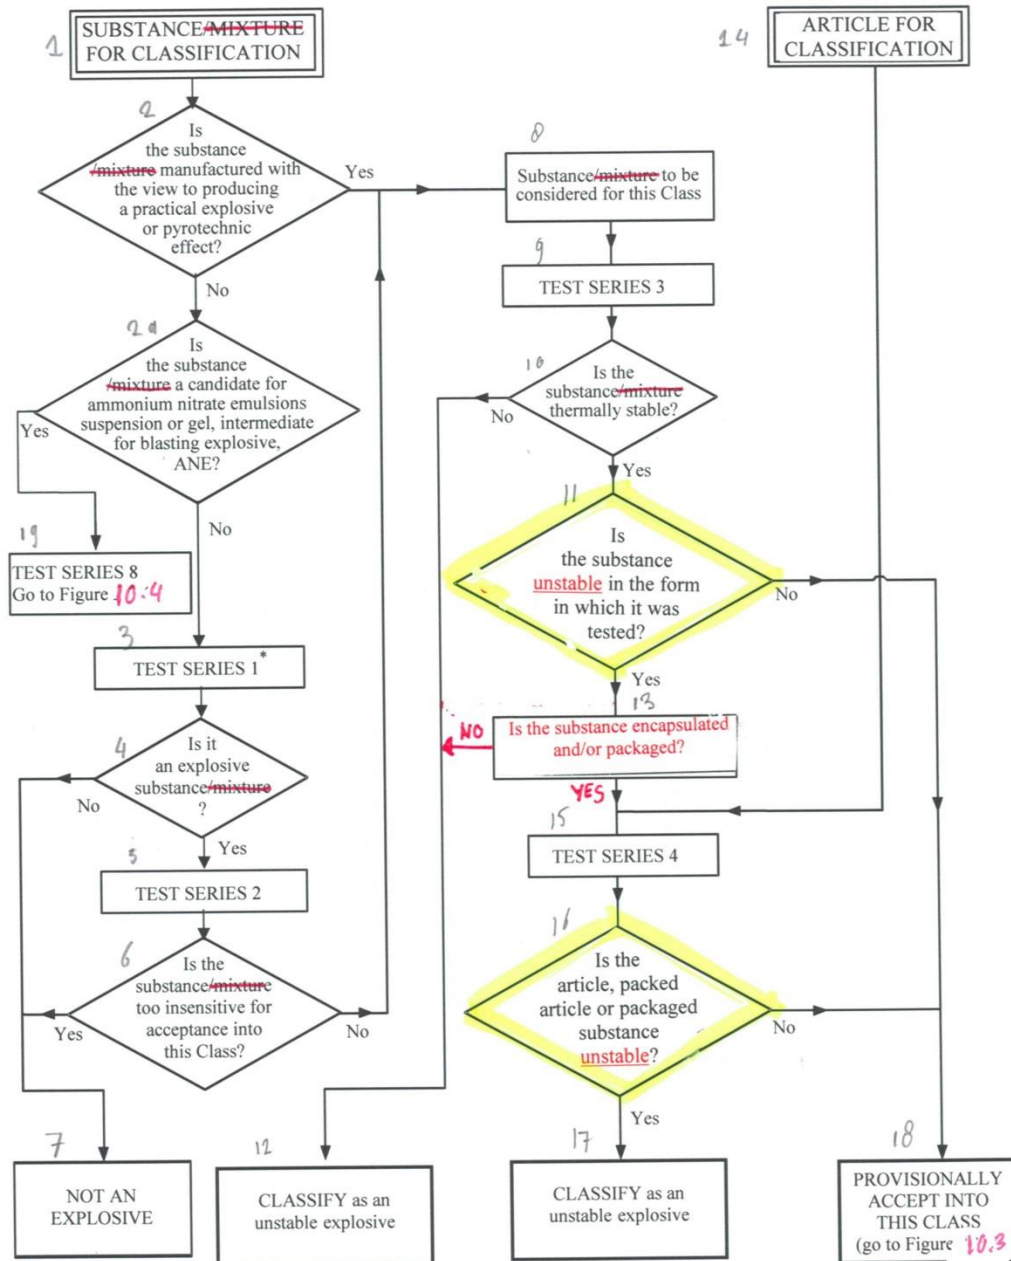 1
SUBSTANCE/MIXTURE
FOR CLASSIFICATION
14
ARTICLE FOR
CLASSIFICATION
2
Is
the substance
/mixture manufactured with
the view to producing
a practical explosive
or pyrotechnic
effect?
Yes
No
8
Substance/mixture to be
considered for this Class
9
TEST SERIES 3
2a
Is
the substance
/mixture a candidate for
ammonium nitrate emulsions
suspension or gel, intermediate
for blasting explosive,
ANE?
Yes
No
10
Is the
substance/mixture
thermally stable?
No
Yes
19
TEST SERIES 8
Go to Figure 10.4
11
Is
the substance
unstable in the form
in which it was
tested?
No
Yes
3
TEST SERIES 1*
13
Is the substance encapsulated
and/or packaged?
NO
YES
4
Is it
an explosive
substance/mixture
?
No
Yes
15
TEST SERIES 4
5
TEST SERIES 2
6
Is the
substance/mixture
too insensitive for
acceptance into
this Class?
Yes
No
16
Is the
article, packed
article or packaged
substance
unstable?
No
Yes
7
NOT AN
EXPLOSIVE
12
CLASSIFY as an
unstable explosive
17
CLASSIFY as an
unstable explosive
18
PROVISIONALLY
ACCEPT INTO
THIS CLASS
(go to Figure 10.3